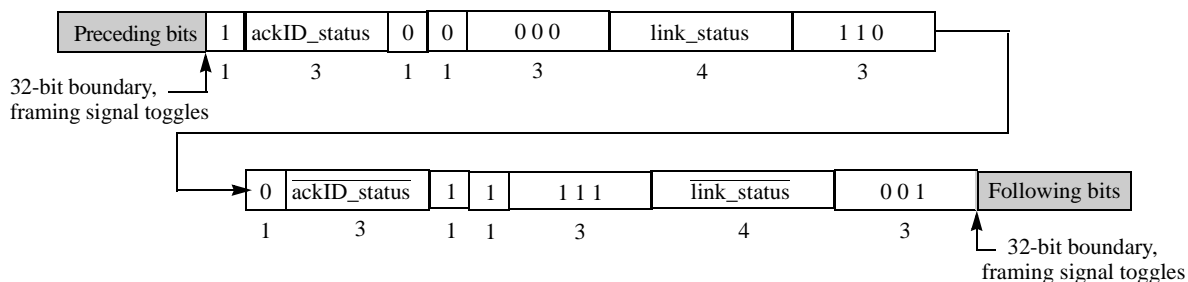 Preceding bits 1 ackID_status 0 0 0 0 0 link_status 1 1 0
1 3 1 1 3 4 3
32-bit boundary,
framing signal toggles
0 ackID_status 1 1 1 1 1 link_status 0 0 1 Following bits
1 3 1 1 3 4 3
32-bit boundary,
framing signal toggles